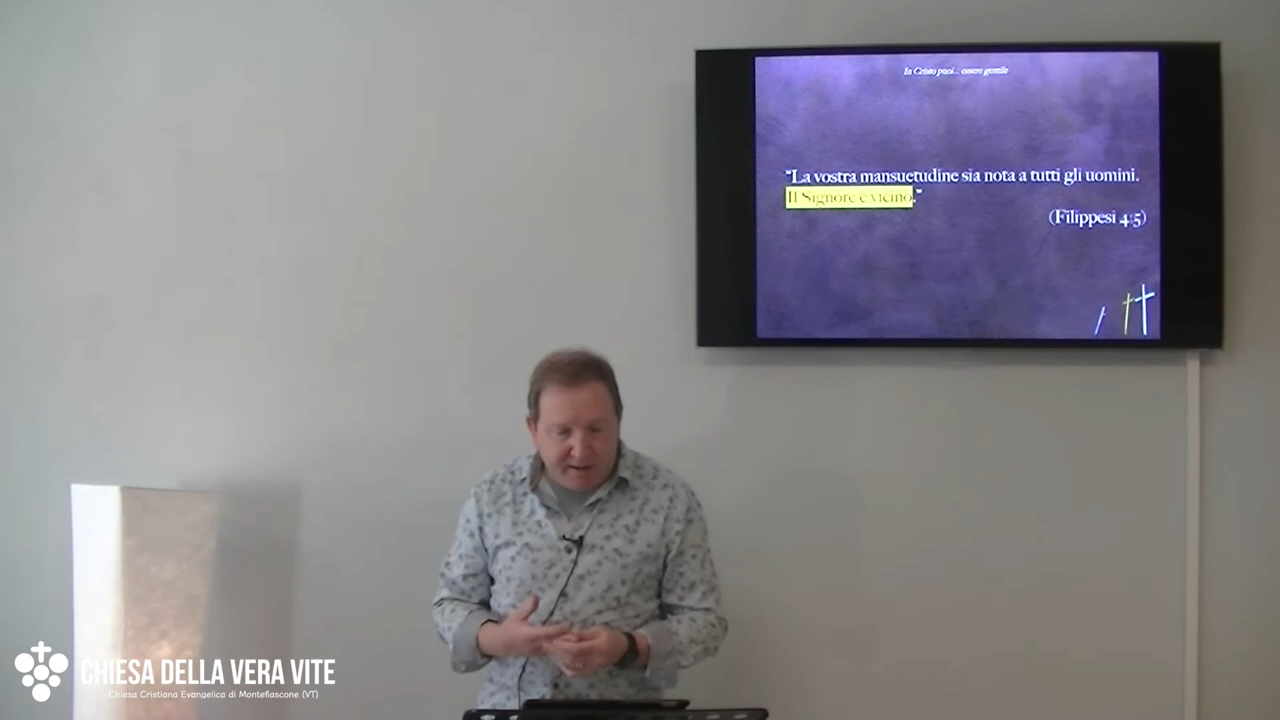 In Cristo puoi... essere gentile
“La vostra mansuetudine sia nota a tutti gli uomini.
Il Signore è vicino.”
(Filippesi 4:5)
CHIESA DELLA VERA VITE
Chiesa Cristiana Evangelica di Montefiascone (VT)